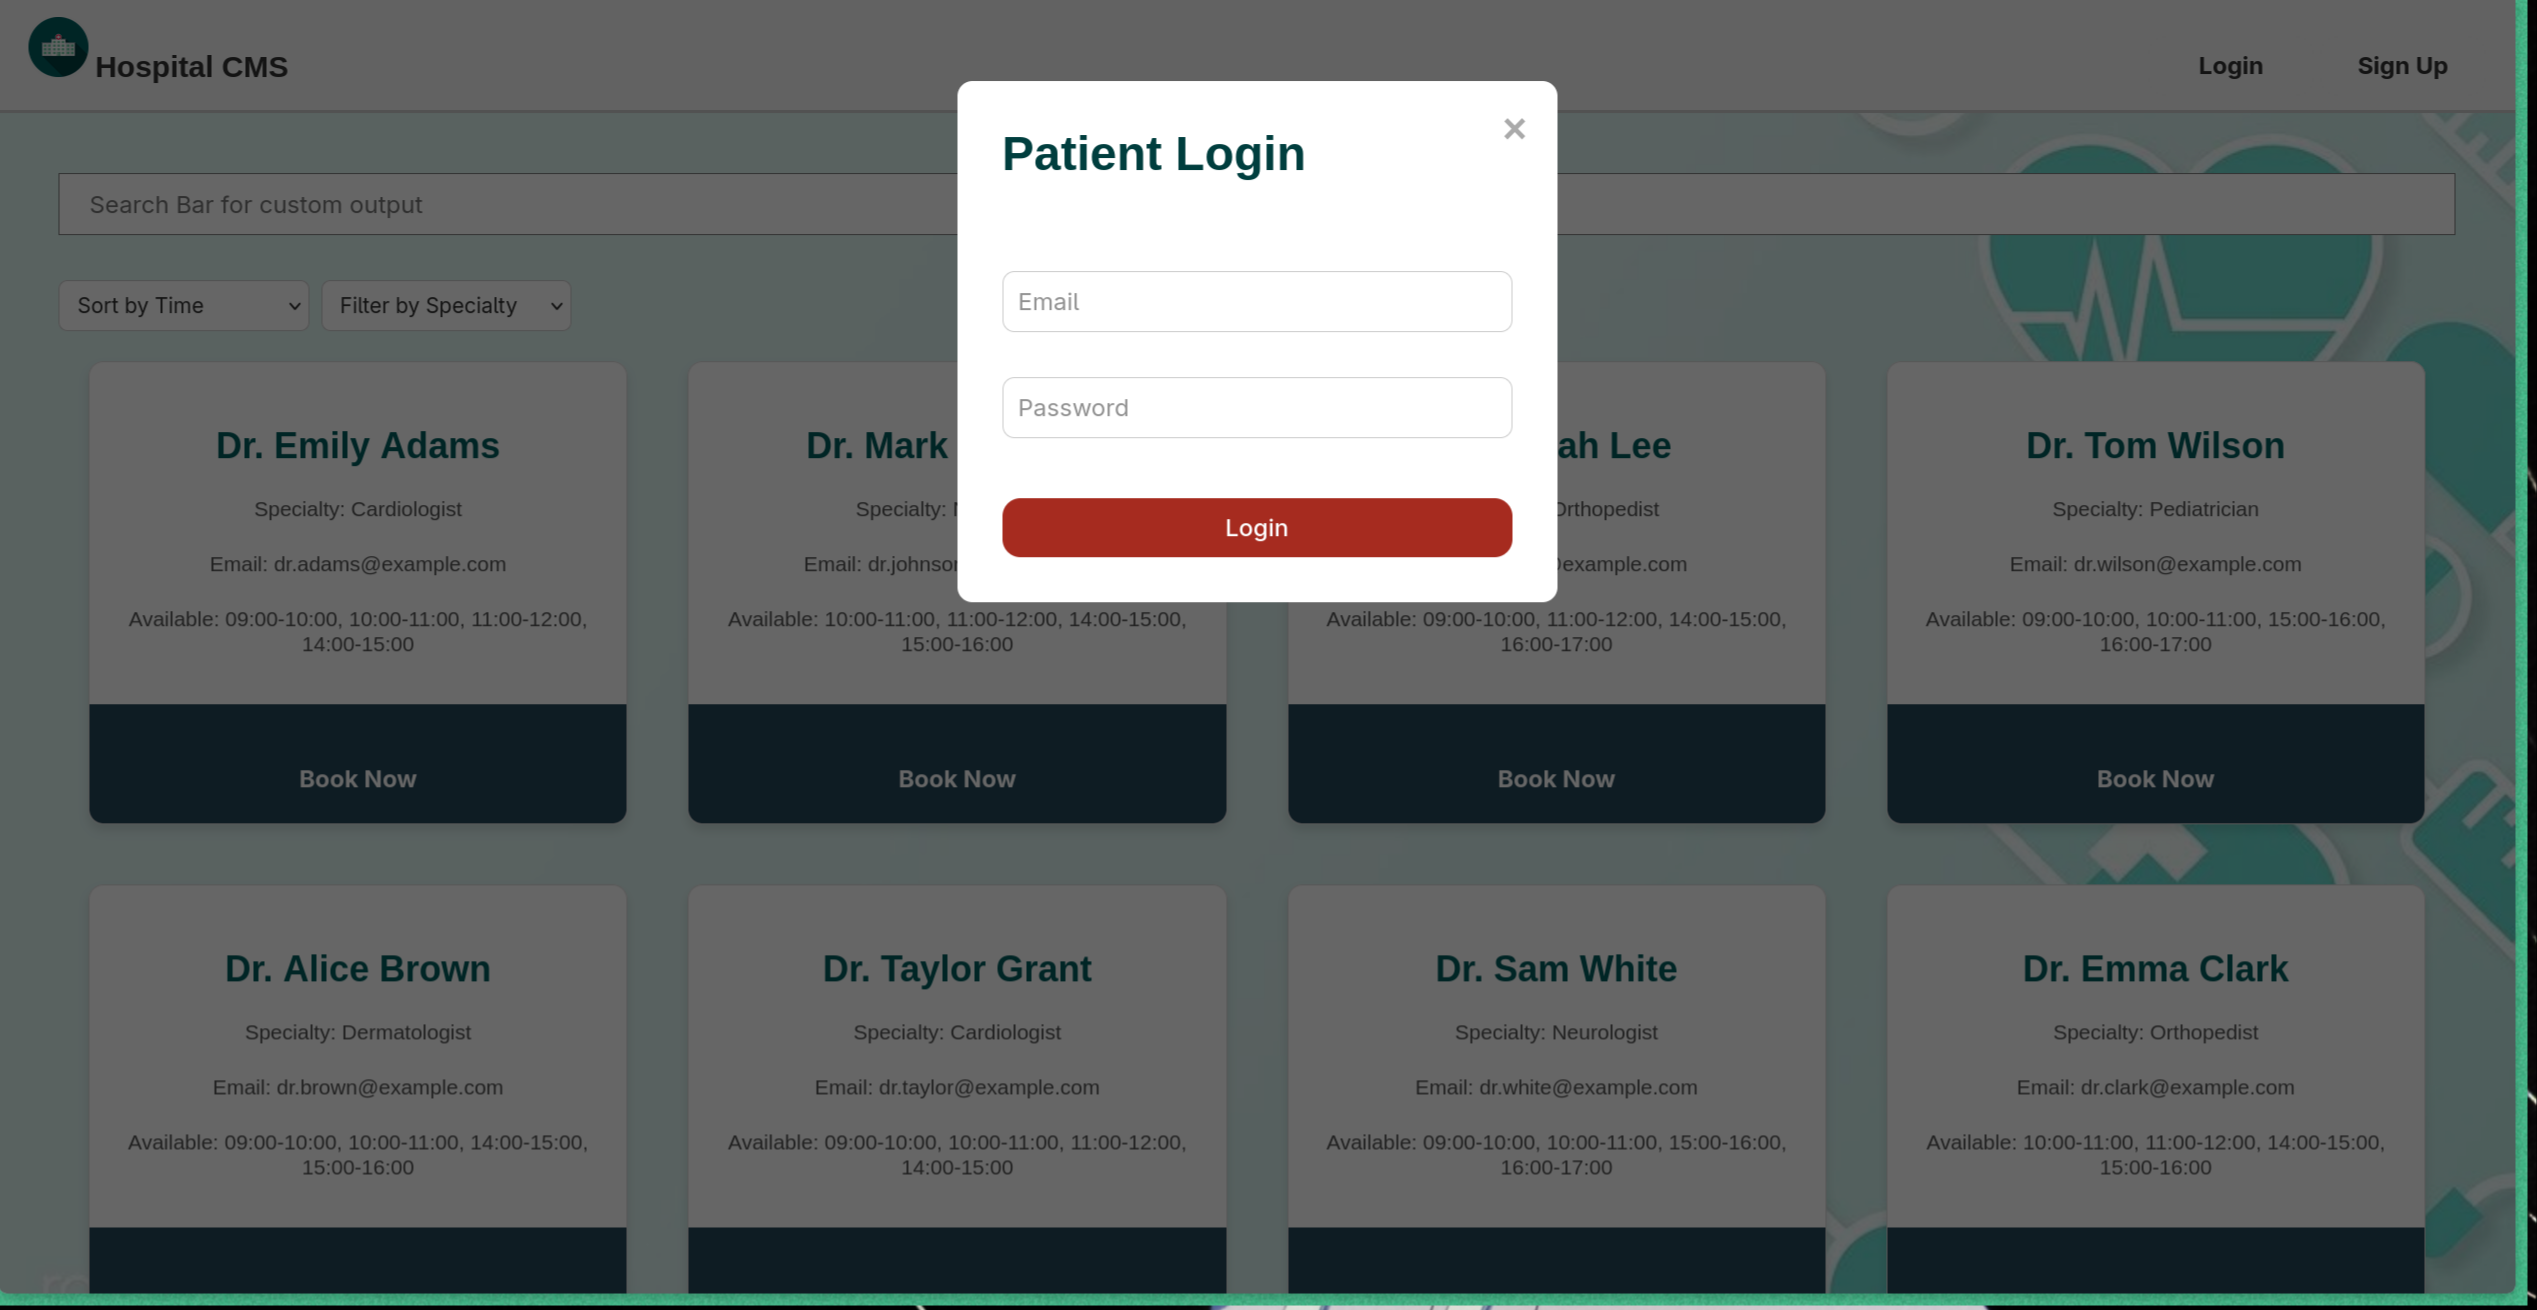 Hospital CMS
Login
Sign Up
Patient Login
×
Search Bar for custom output
Email
Sort by Time
Filter by Specialty
Password
Login
Dr. Emily Adams
Specialty: Cardiologist
Email: dr.adams@example.com
Available: 09:00-10:00, 10:00-11:00, 11:00-12:00,
14:00-15:00
Book Now
Dr. Mark
Specialty:
Email:
Available: 10:00-11:00, 11:00-12:00, 14:00-15:00,
15:00-16:00
Book Now
Lee
Orthopedist
example.com
Available: 09:00-10:00, 11:00-12:00, 14:00-15:00,
16:00-17:00
Book Now
Dr. Tom Wilson
Specialty: Pediatrician
Email: dr.wilson@example.com
Available: 09:00-10:00, 10:00-11:00, 15:00-16:00,
16:00-17:00
Book Now
Dr. Alice Brown
Specialty: Dermatologist
Email: dr.brown@example.com
Available: 09:00-10:00, 10:00-11:00, 14:00-15:00,
15:00-16:00
Dr. Taylor Grant
Specialty: Cardiologist
Email: dr.taylor@example.com
Available: 09:00-10:00, 10:00-11:00, 11:00-12:00,
14:00-15:00
Dr. Sam White
Specialty: Neurologist
Email: dr.white@example.com
Available: 09:00-10:00, 10:00-11:00, 15:00-16:00,
16:00-17:00
Dr. Emma Clark
Specialty: Orthopedist
Email: dr.clark@example.com
Available: 10:00-11:00, 11:00-12:00, 14:00-15:00,
15:00-16:00